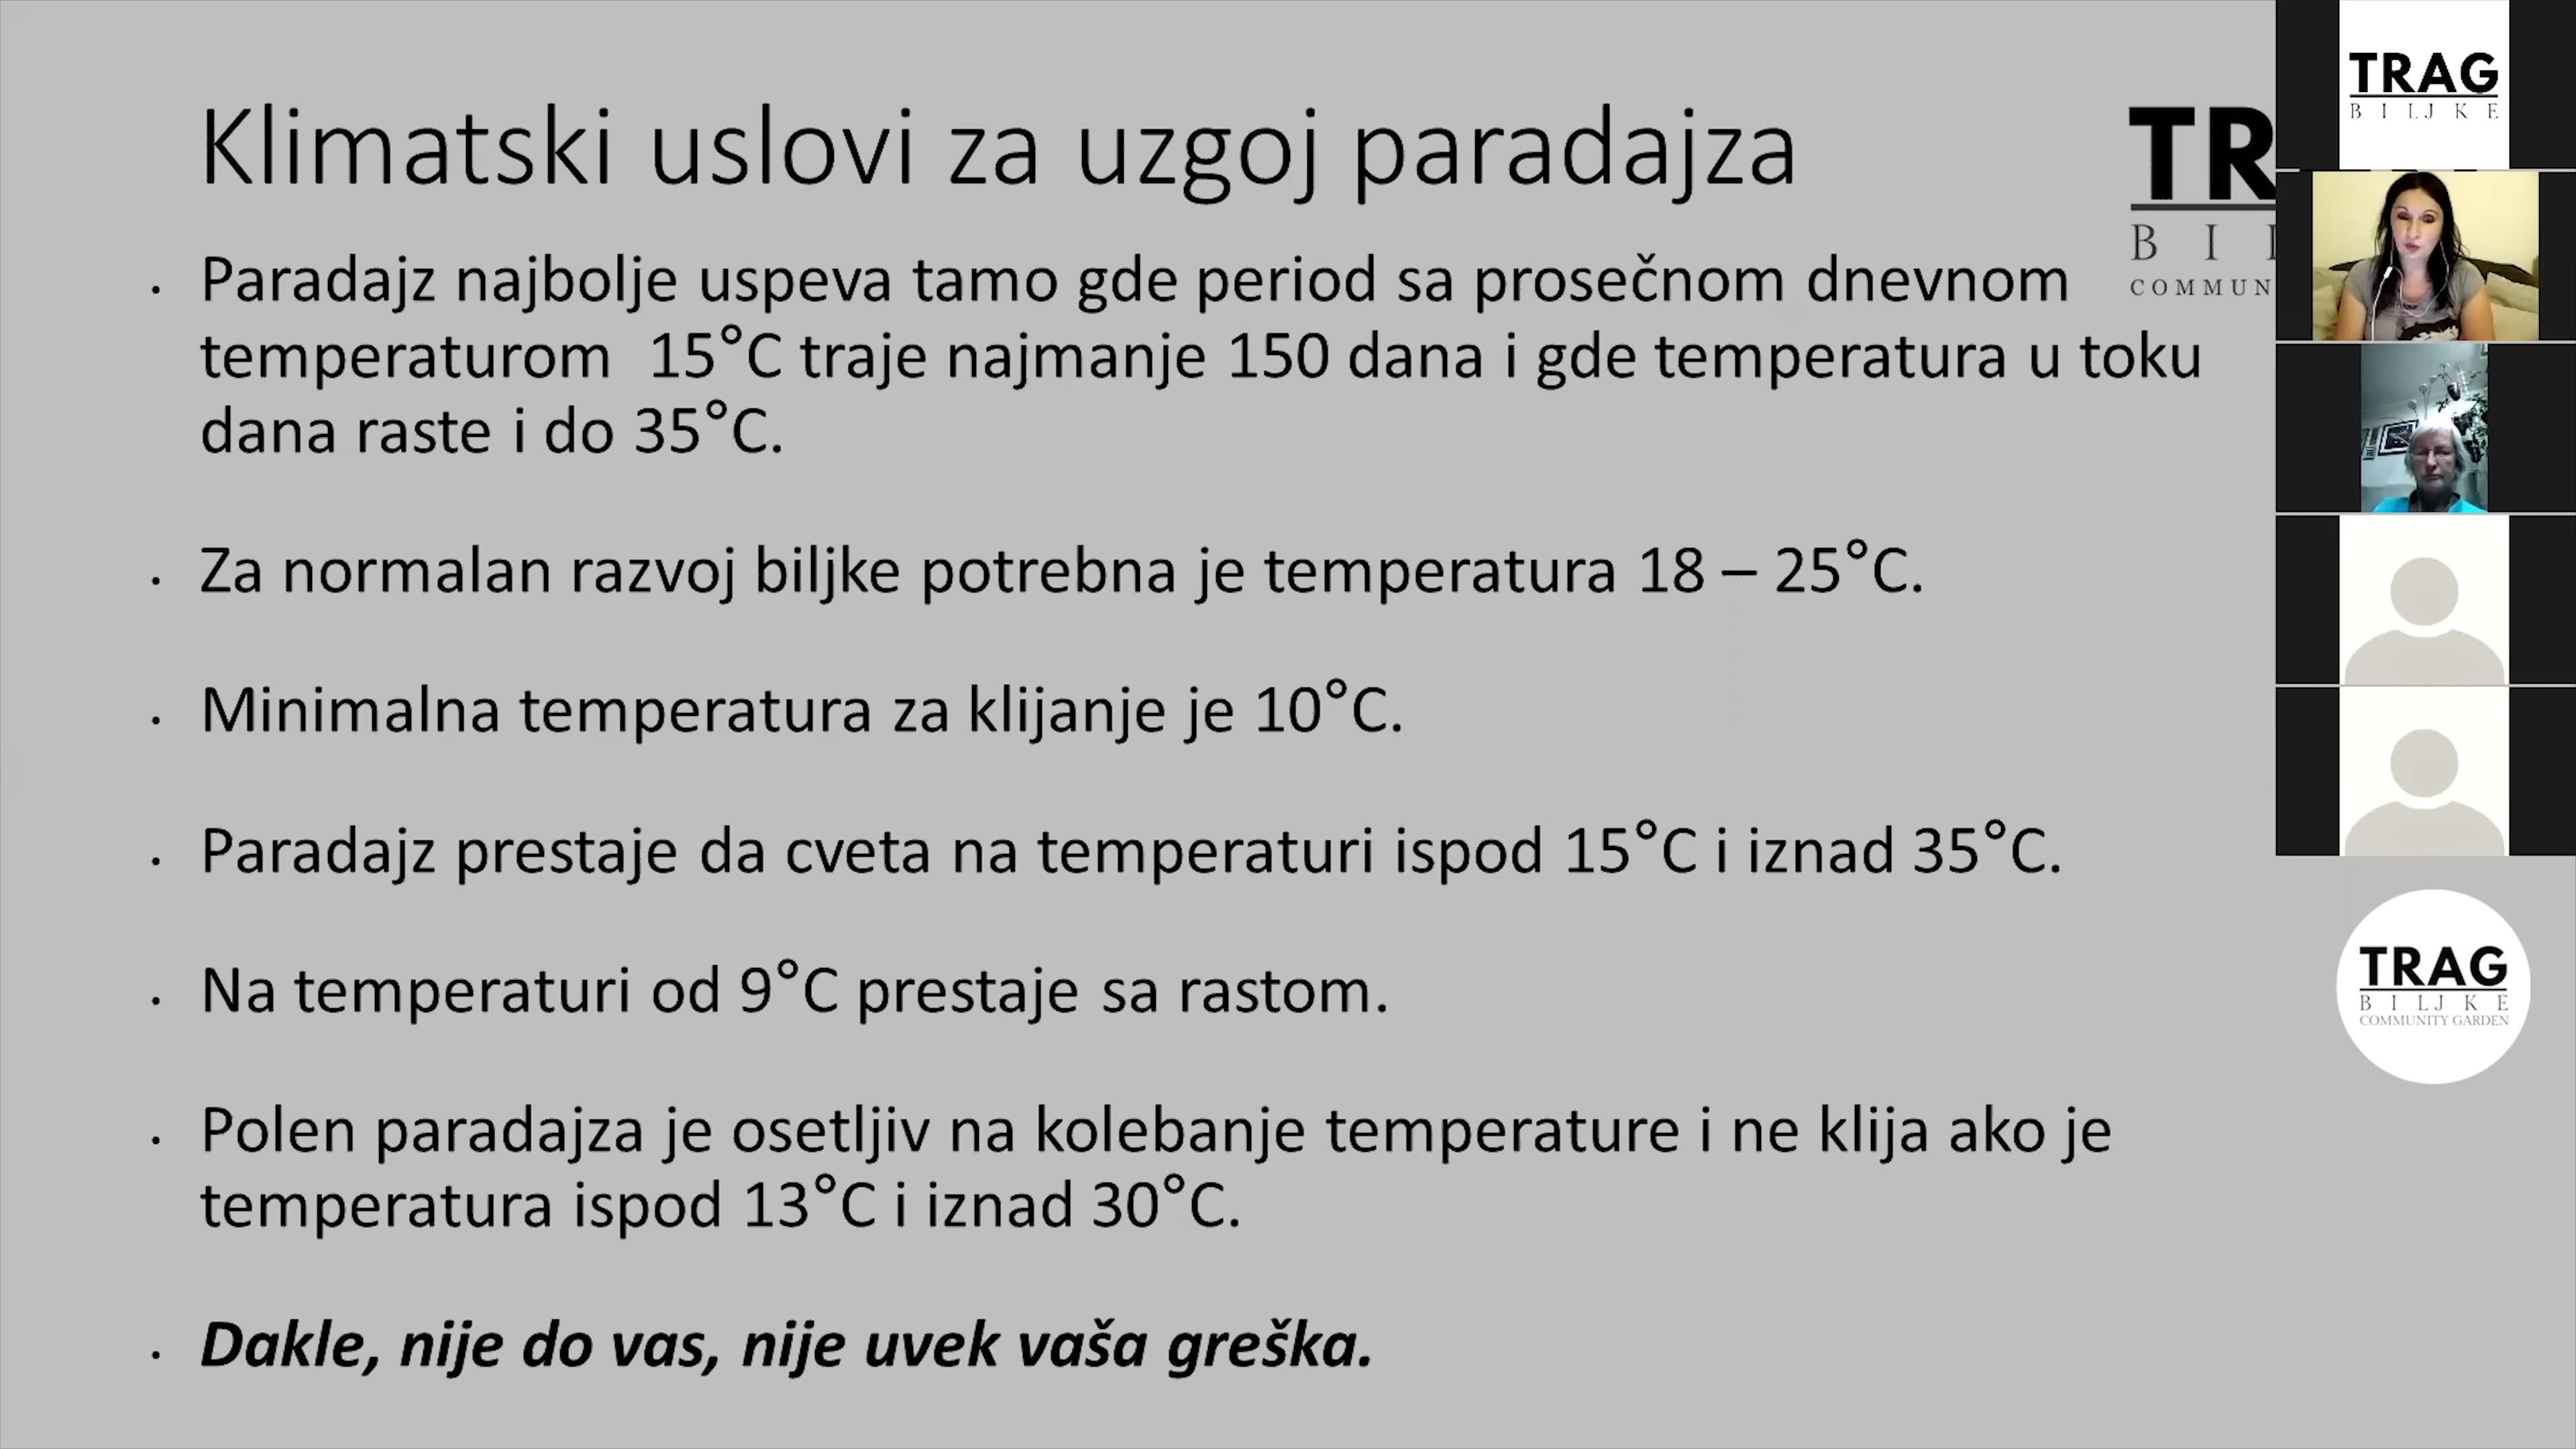 Klimatski uslovi za uzgoj paradajza
Paradajz najbolje uspeva tamo gde period sa prosečnom dnevnom
temperaturom 15°C traje najmanje 150 dana i gde temperatura u toku
dana raste i do 35°C.
Za normalan razvoj biljke potrebna je temperatura 18 – 25°C.
Minimalna temperatura za klijanje je 10°C.
Paradajz prestaje da cveta na temperaturi ispod 15°C i iznad 35°C.
Na temperaturi od 9°C prestaje sa rastom.
Polen paradajza je osetljiv na kolebanje temperature i ne klija ako je
temperatura ispod 13°C i iznad 30°C.
Dakle, nije do vas, nije uvek vaša greška.
TR
BI
COMMUN
TRAG
BILJKE
TRAG
BILJKE
COMMUNITY GARDEN